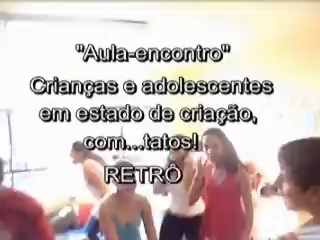 "Aula-encontro"
Crianças e adolescentes
em estado de criação,
com...tatos!
RETRÔ